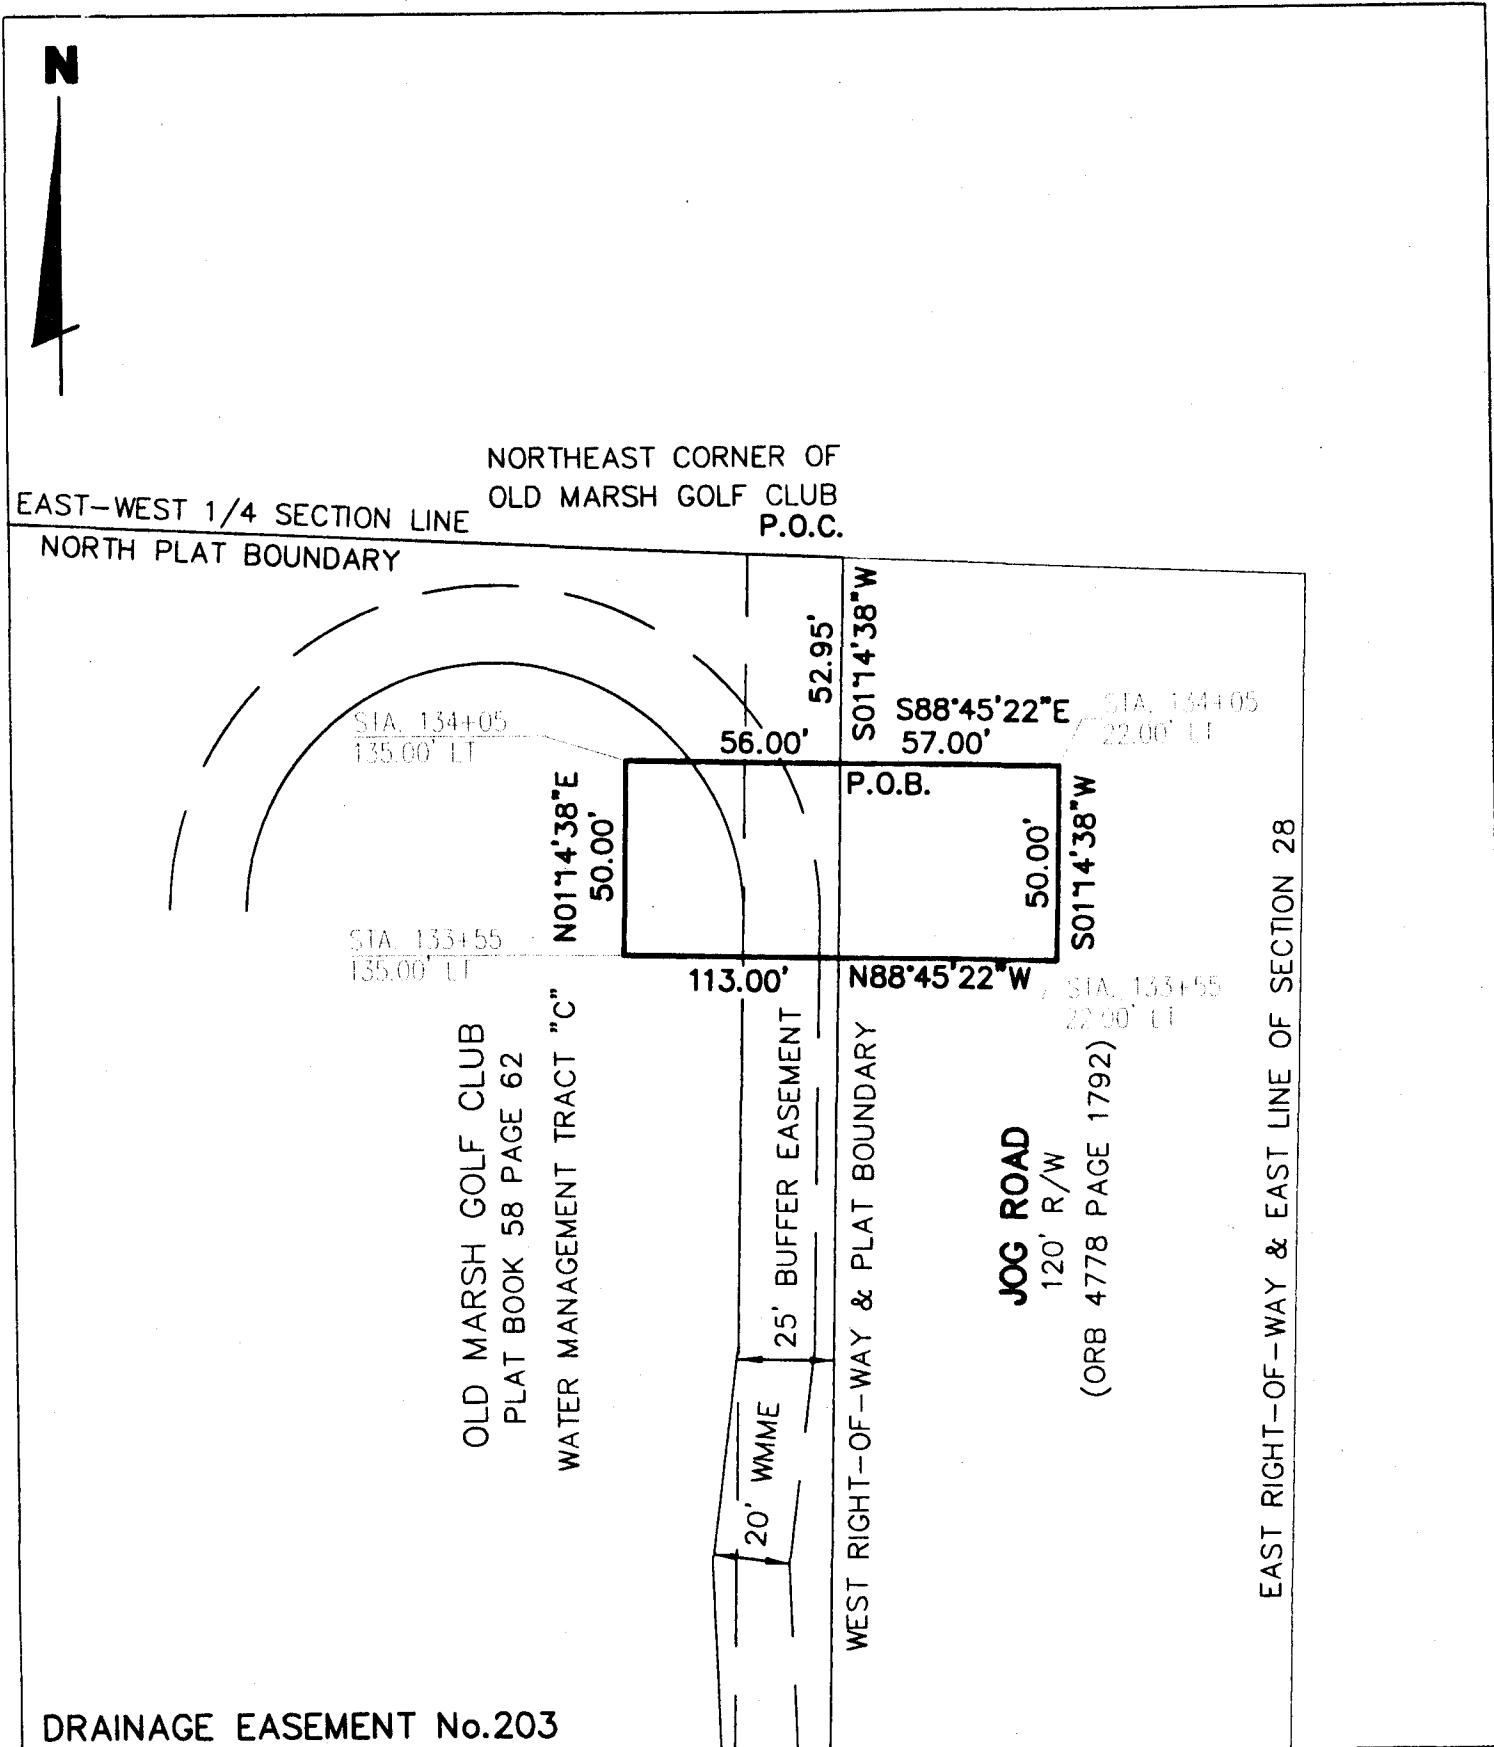 N
NORTHEAST CORNER OF
OLD MARSH GOLF CLUB
P.O.C.
EAST-WEST 1/4 SECTION LINE
NORTH PLAT BOUNDARY
52.95'
S01°14'38"W
S88°45'22"E
57.00'
56.00'
STA. 134+05
135.00' LT
STA. 134+05
22.00' LT
P.O.B.
N01°14'38"E
50.00'
50.00'
S01°14'38"W
STA. 133+55
135.00' LT
113.00'
N88°45'22"W
STA. 133+55
22.00' LT
OLD MARSH GOLF CLUB
PLAT BOOK 58 PAGE 62
WATER MANAGEMENT TRACT "C"
25' BUFFER EASEMENT
20' WMME
WEST RIGHT-OF-WAY & PLAT BOUNDARY
JOG ROAD
120' R/W
(ORB 4778 PAGE 1792)
EAST RIGHT-OF-WAY & EAST LINE OF SECTION 28
DRAINAGE EASEMENT No.203